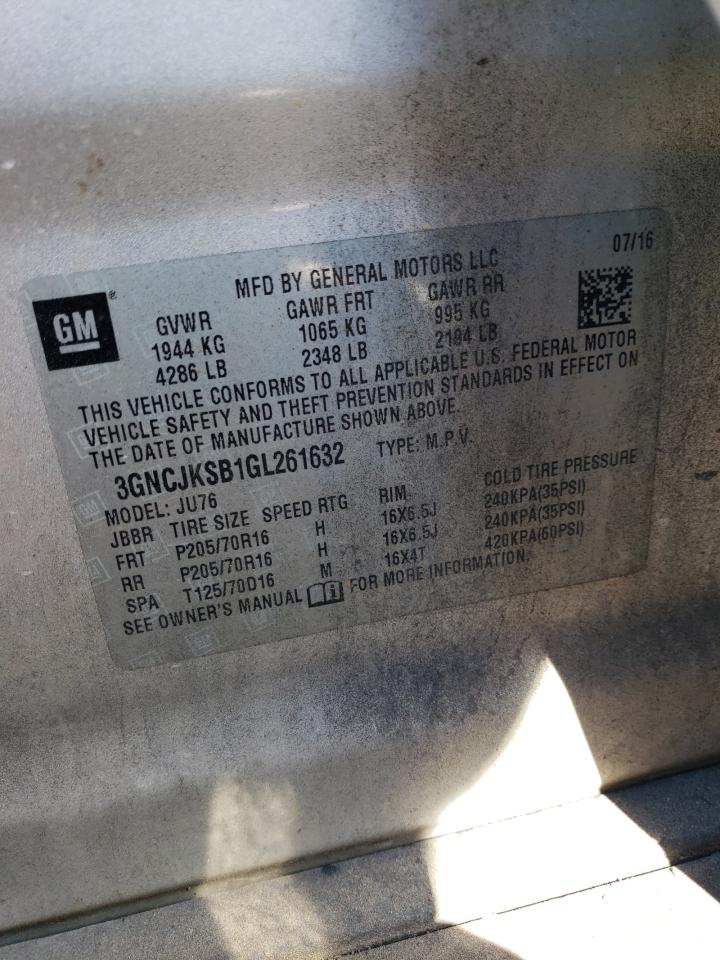 07/16
MFD BY GENERAL MOTORS LLC
GM®
GVWR GAWR FRT GAWR RR
1944 KG 1065 KG 995 KG
4286 LB 2348 LB 2194 LB
THIS VEHICLE CONFORMS TO ALL APPLICABLE U.S. FEDERAL MOTOR
VEHICLE SAFETY AND THEFT PREVENTION STANDARDS IN EFFECT ON
THE DATE OF MANUFACTURE SHOWN ABOVE.
3GNCJKSB1GL261632 TYPE: M.P.V.
MODEL: JU76
JBBR TIRE SIZE SPEED RTG RIM COLD TIRE PRESSURE
FRT P205/70R16 H 16X6.5J 240KPA(35PSI)
RR P205/70R16 H 16X6.5J 240KPA(35PSI)
SPA T125/70D16 M 16X4T 420KPA(60PSI)
SEE OWNER'S MANUAL FOR MORE INFORMATION.